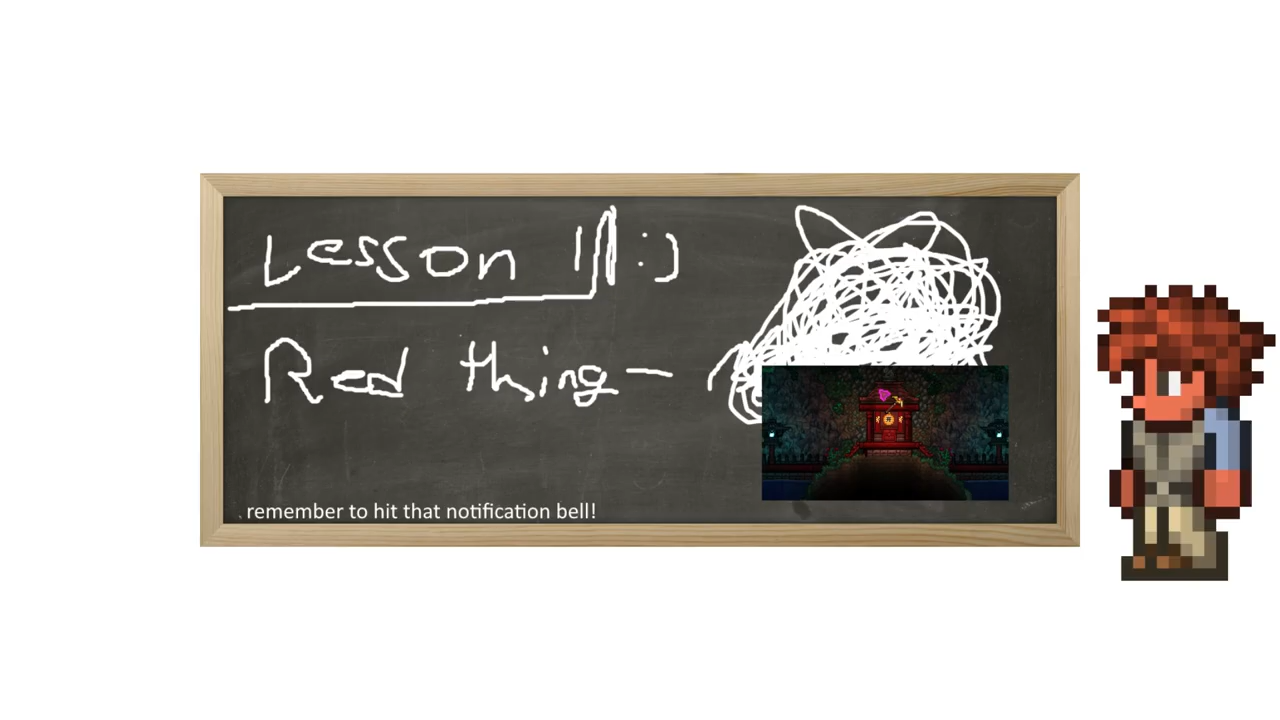 Lesson 1 :)
Red thing-
remember to hit that notification bell!